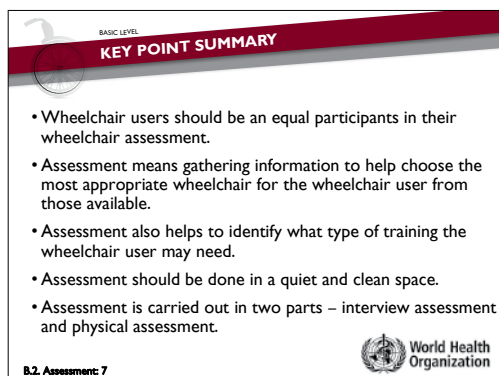 BASIC LEVEL
KEY POINT SUMMARY
• Wheelchair users should be an equal participants in their
wheelchair assessment.
• Assessment means gathering information to help choose the
most appropriate wheelchair for the wheelchair user from
those available.
• Assessment also helps to identify what type of training the
wheelchair user may need.
• Assessment should be done in a quiet and clean space.
• Assessment is carried out in two parts – interview assessment
and physical assessment.
World Health
Organization
B.2. Assessment: 7